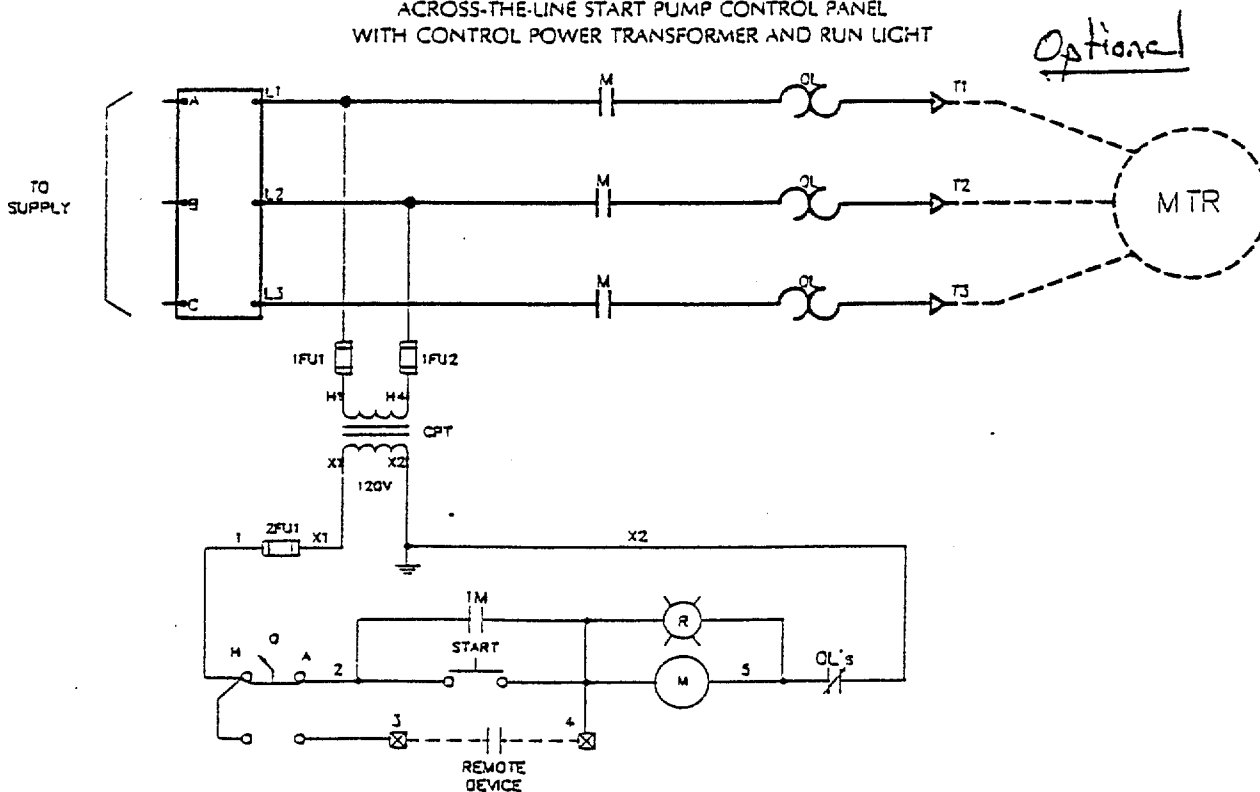 ACROSS-THE-LINE START PUMP CONTROL PANEL
WITH CONTROL POWER TRANSFORMER AND RUN LIGHT
Optional
A L1 M OL T1
TO SUPPLY
B L2 M OL T2
MTR
C L3 M OL T3
1FU1 1FU2
H1 H4
CPT
X1 X2
120V
1 2FU1 X1 X2
1M
R
START
H O A 2 M 5 OL's
3 4
REMOTE
DEVICE